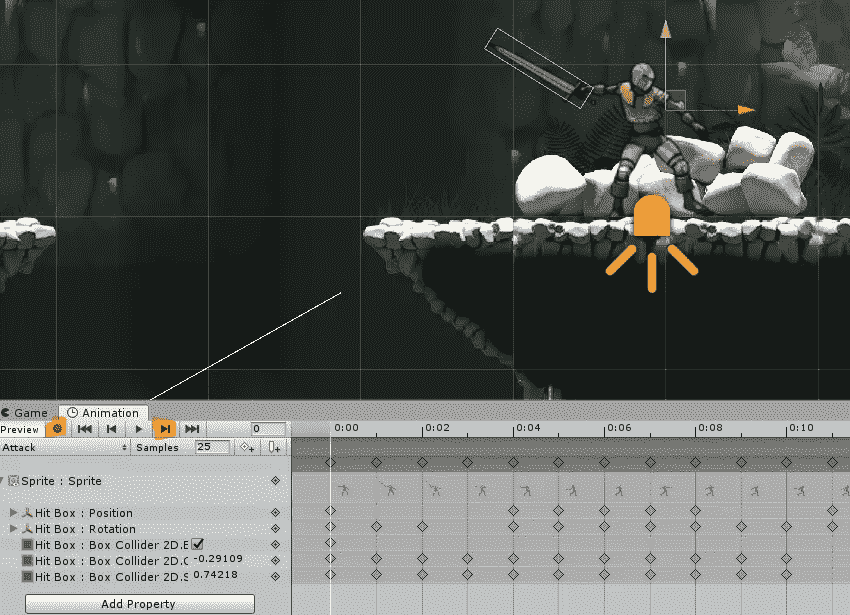 Game Animation
Preview 0 0:00 0:02 0:04 0:06 0:08 0:10
Attack Samples 25
Sprite : Sprite
Hit Box : Position
Hit Box : Rotation
Hit Box : Box Collider 2D.E
Hit Box : Box Collider 2D.C -0.29109
Hit Box : Box Collider 2D.S 0.74218
Add Property